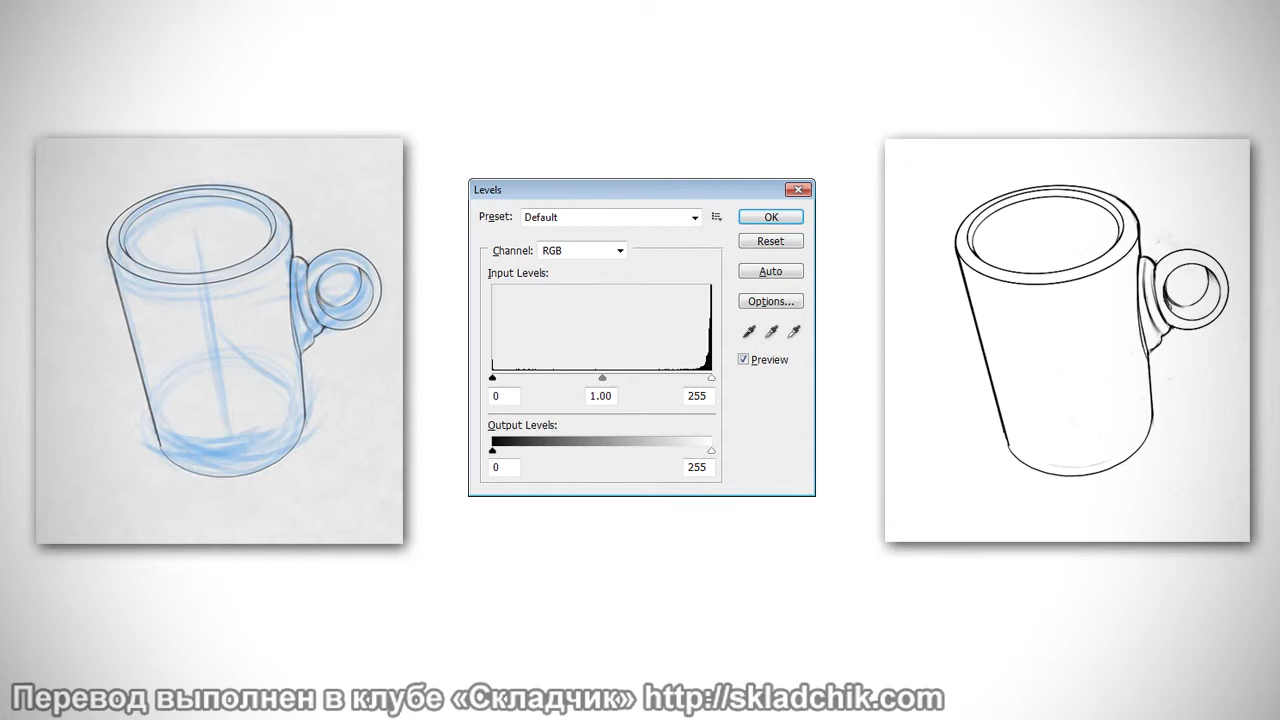 Levels
Preset: Default
OK
Channel: RGB
Reset
Input Levels:
Auto
Options...
Preview
0 1.00 255
Output Levels:
0 255
Перевод выполнен в клубе «Складчик» http://skladchik.com